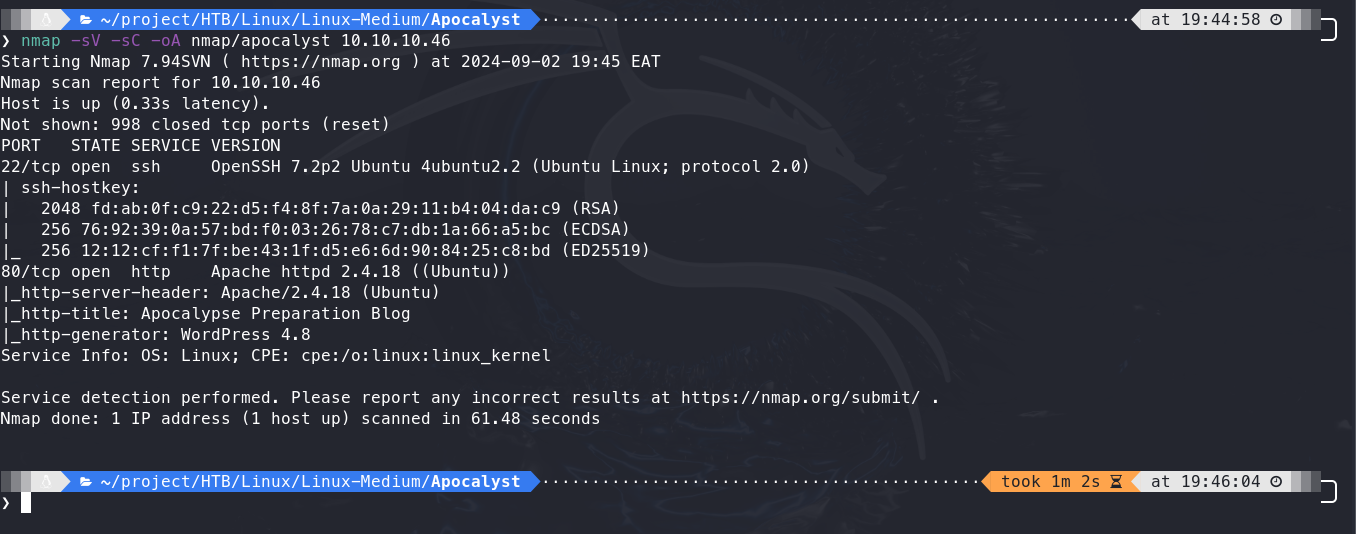 ~/project/HTB/Linux/Linux-Medium/Apocalyst at 19:44:58
❯ nmap -sV -sC -oA nmap/apocalyst 10.10.10.46
Starting Nmap 7.94SVN ( https://nmap.org ) at 2024-09-02 19:45 EAT
Nmap scan report for 10.10.10.46
Host is up (0.33s latency).
Not shown: 998 closed tcp ports (reset)
PORT   STATE SERVICE VERSION
22/tcp open  ssh     OpenSSH 7.2p2 Ubuntu 4ubuntu2.2 (Ubuntu Linux; protocol 2.0)
| ssh-hostkey:
|   2048 fd:ab:0f:c9:22:d5:f4:8f:7a:0a:29:11:b4:04:da:c9 (RSA)
|   256 76:92:39:0a:57:bd:f0:03:26:78:c7:db:1a:66:a5:bc (ECDSA)
|_  256 12:12:cf:f1:7f:be:43:1f:d5:e6:6d:90:84:25:c8:bd (ED25519)
80/tcp open  http    Apache httpd 2.4.18 ((Ubuntu))
|_http-server-header: Apache/2.4.18 (Ubuntu)
|_http-title: Apocalypse Preparation Blog
|_http-generator: WordPress 4.8
Service Info: OS: Linux; CPE: cpe:/o:linux:linux_kernel
Service detection performed. Please report any incorrect results at https://nmap.org/submit/ .
Nmap done: 1 IP address (1 host up) scanned in 61.48 seconds
~/project/HTB/Linux/Linux-Medium/Apocalyst took 1m 2s at 19:46:04
❯